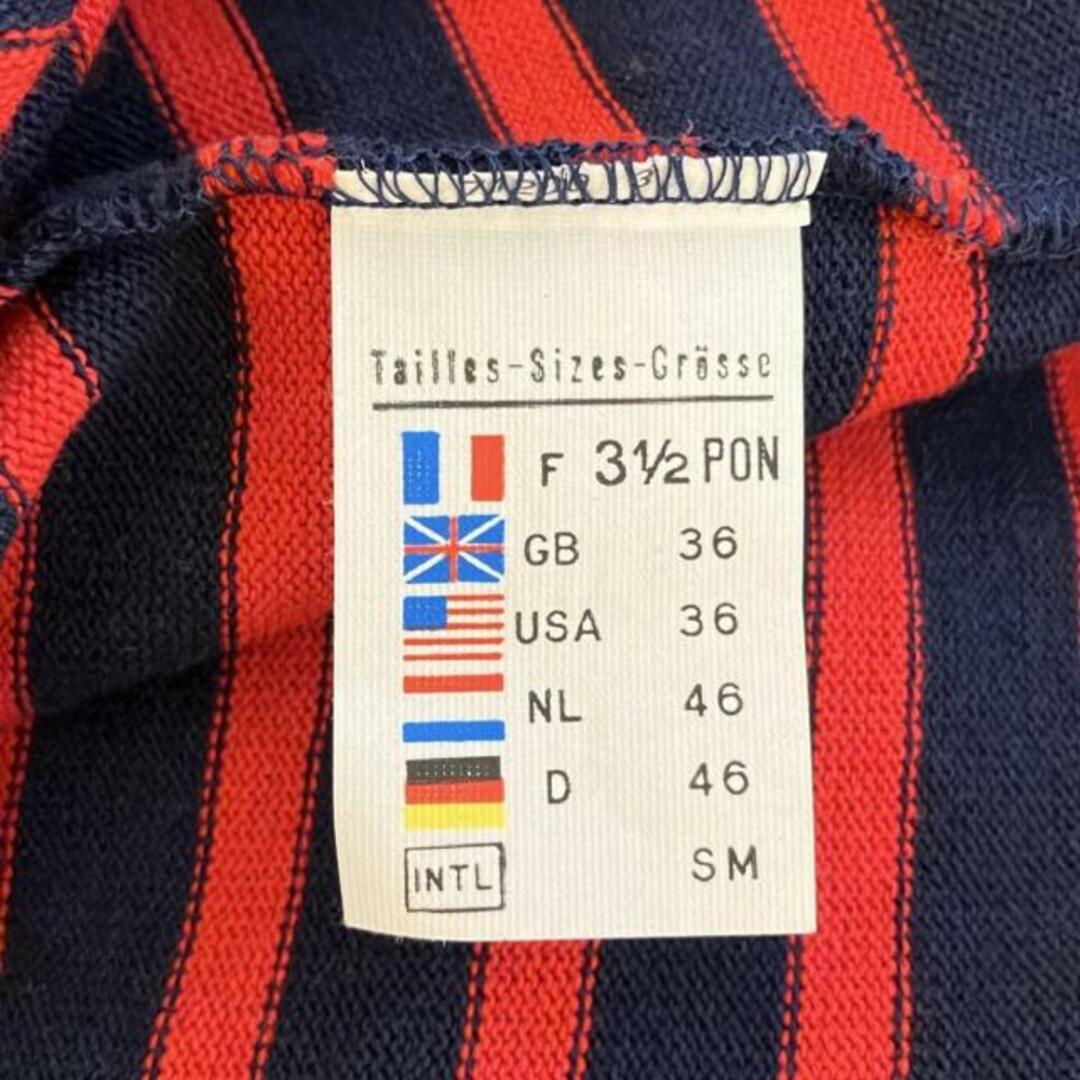 Tailles-Sizes-Grösse
F 3½ PON
GB 36
USA 36
NL 46
D 46
INTL SM